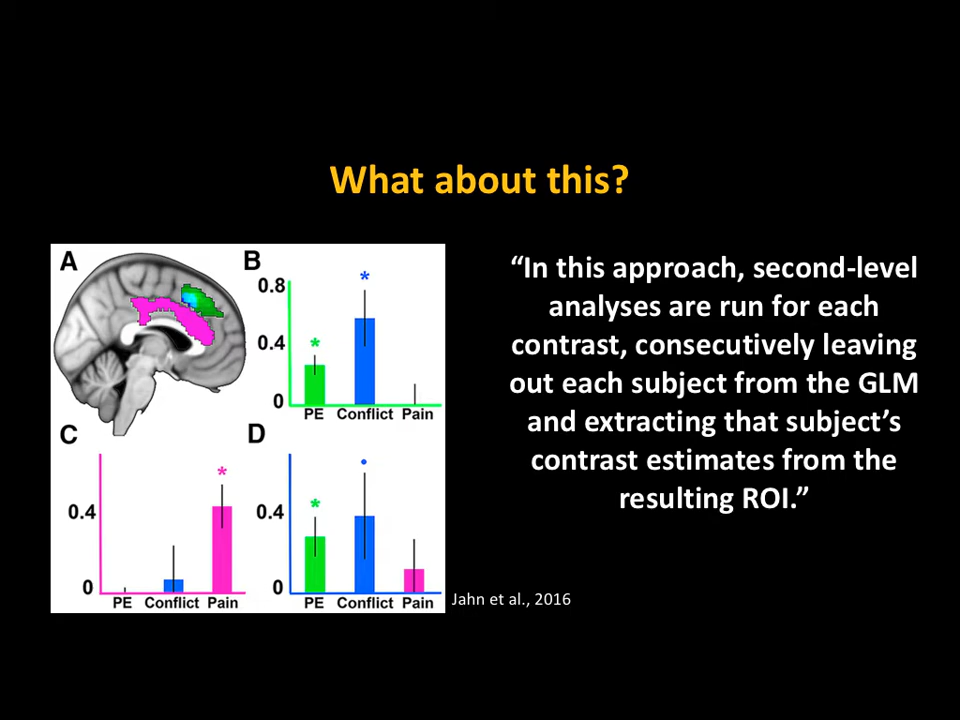 What about this?
A
B
0.8
0.4
0
*
*
PE Conflict Pain
C
0.4
0
*
PE Conflict Pain
D
0.4
0
*
•
PE Conflict Pain
“In this approach, second-level
analyses are run for each
contrast, consecutively leaving
out each subject from the GLM
and extracting that subject’s
contrast estimates from the
resulting ROI.”
Jahn et al., 2016